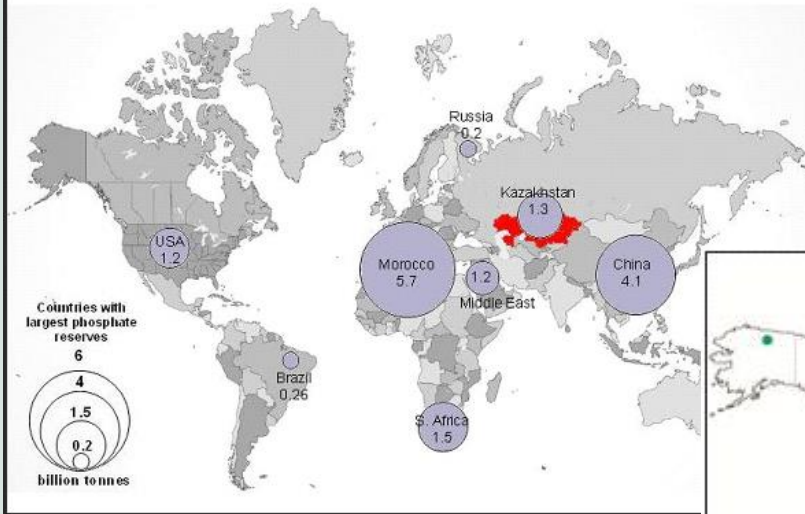 Russia
0.2
Kazakhstan
1.3
USA
1.2
Morocco
5.7
1.2
Middle East
China
4.1
Brazil
0.26
S. Africa
1.5
Countries with
largest phosphate
reserves
6
4
1.5
0.2
billion tonnes